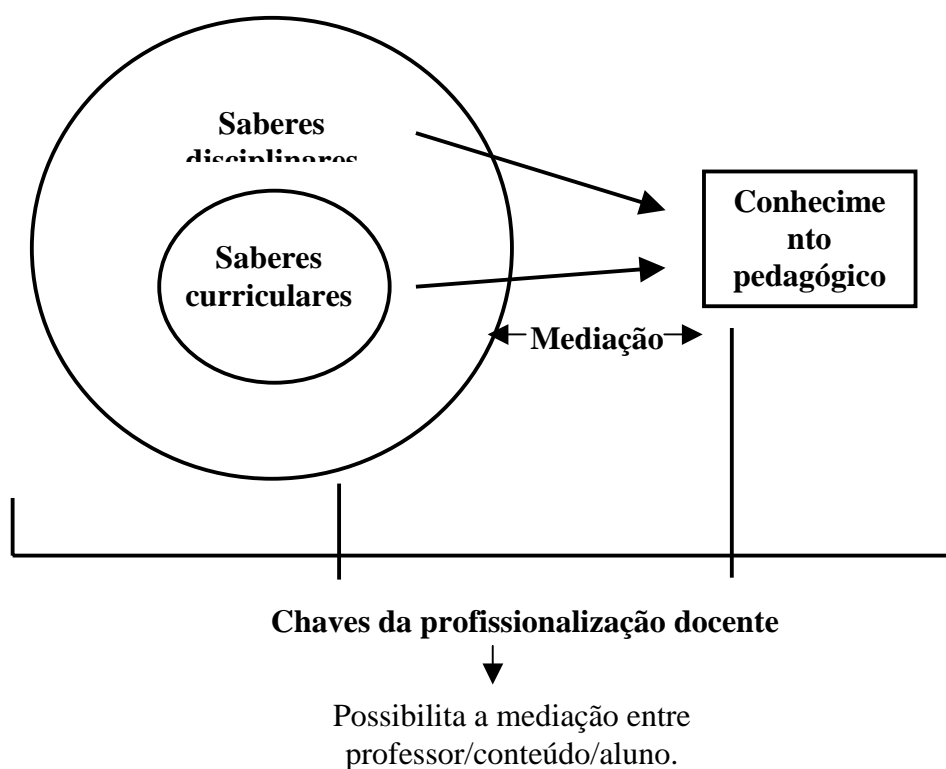 Saberes
disciplinares
Saberes
curriculares
Conhecime
nto
pedagógico
Mediação
Chaves da profissionalização docente
Possibilita a mediação entre
professor/conteúdo/aluno.